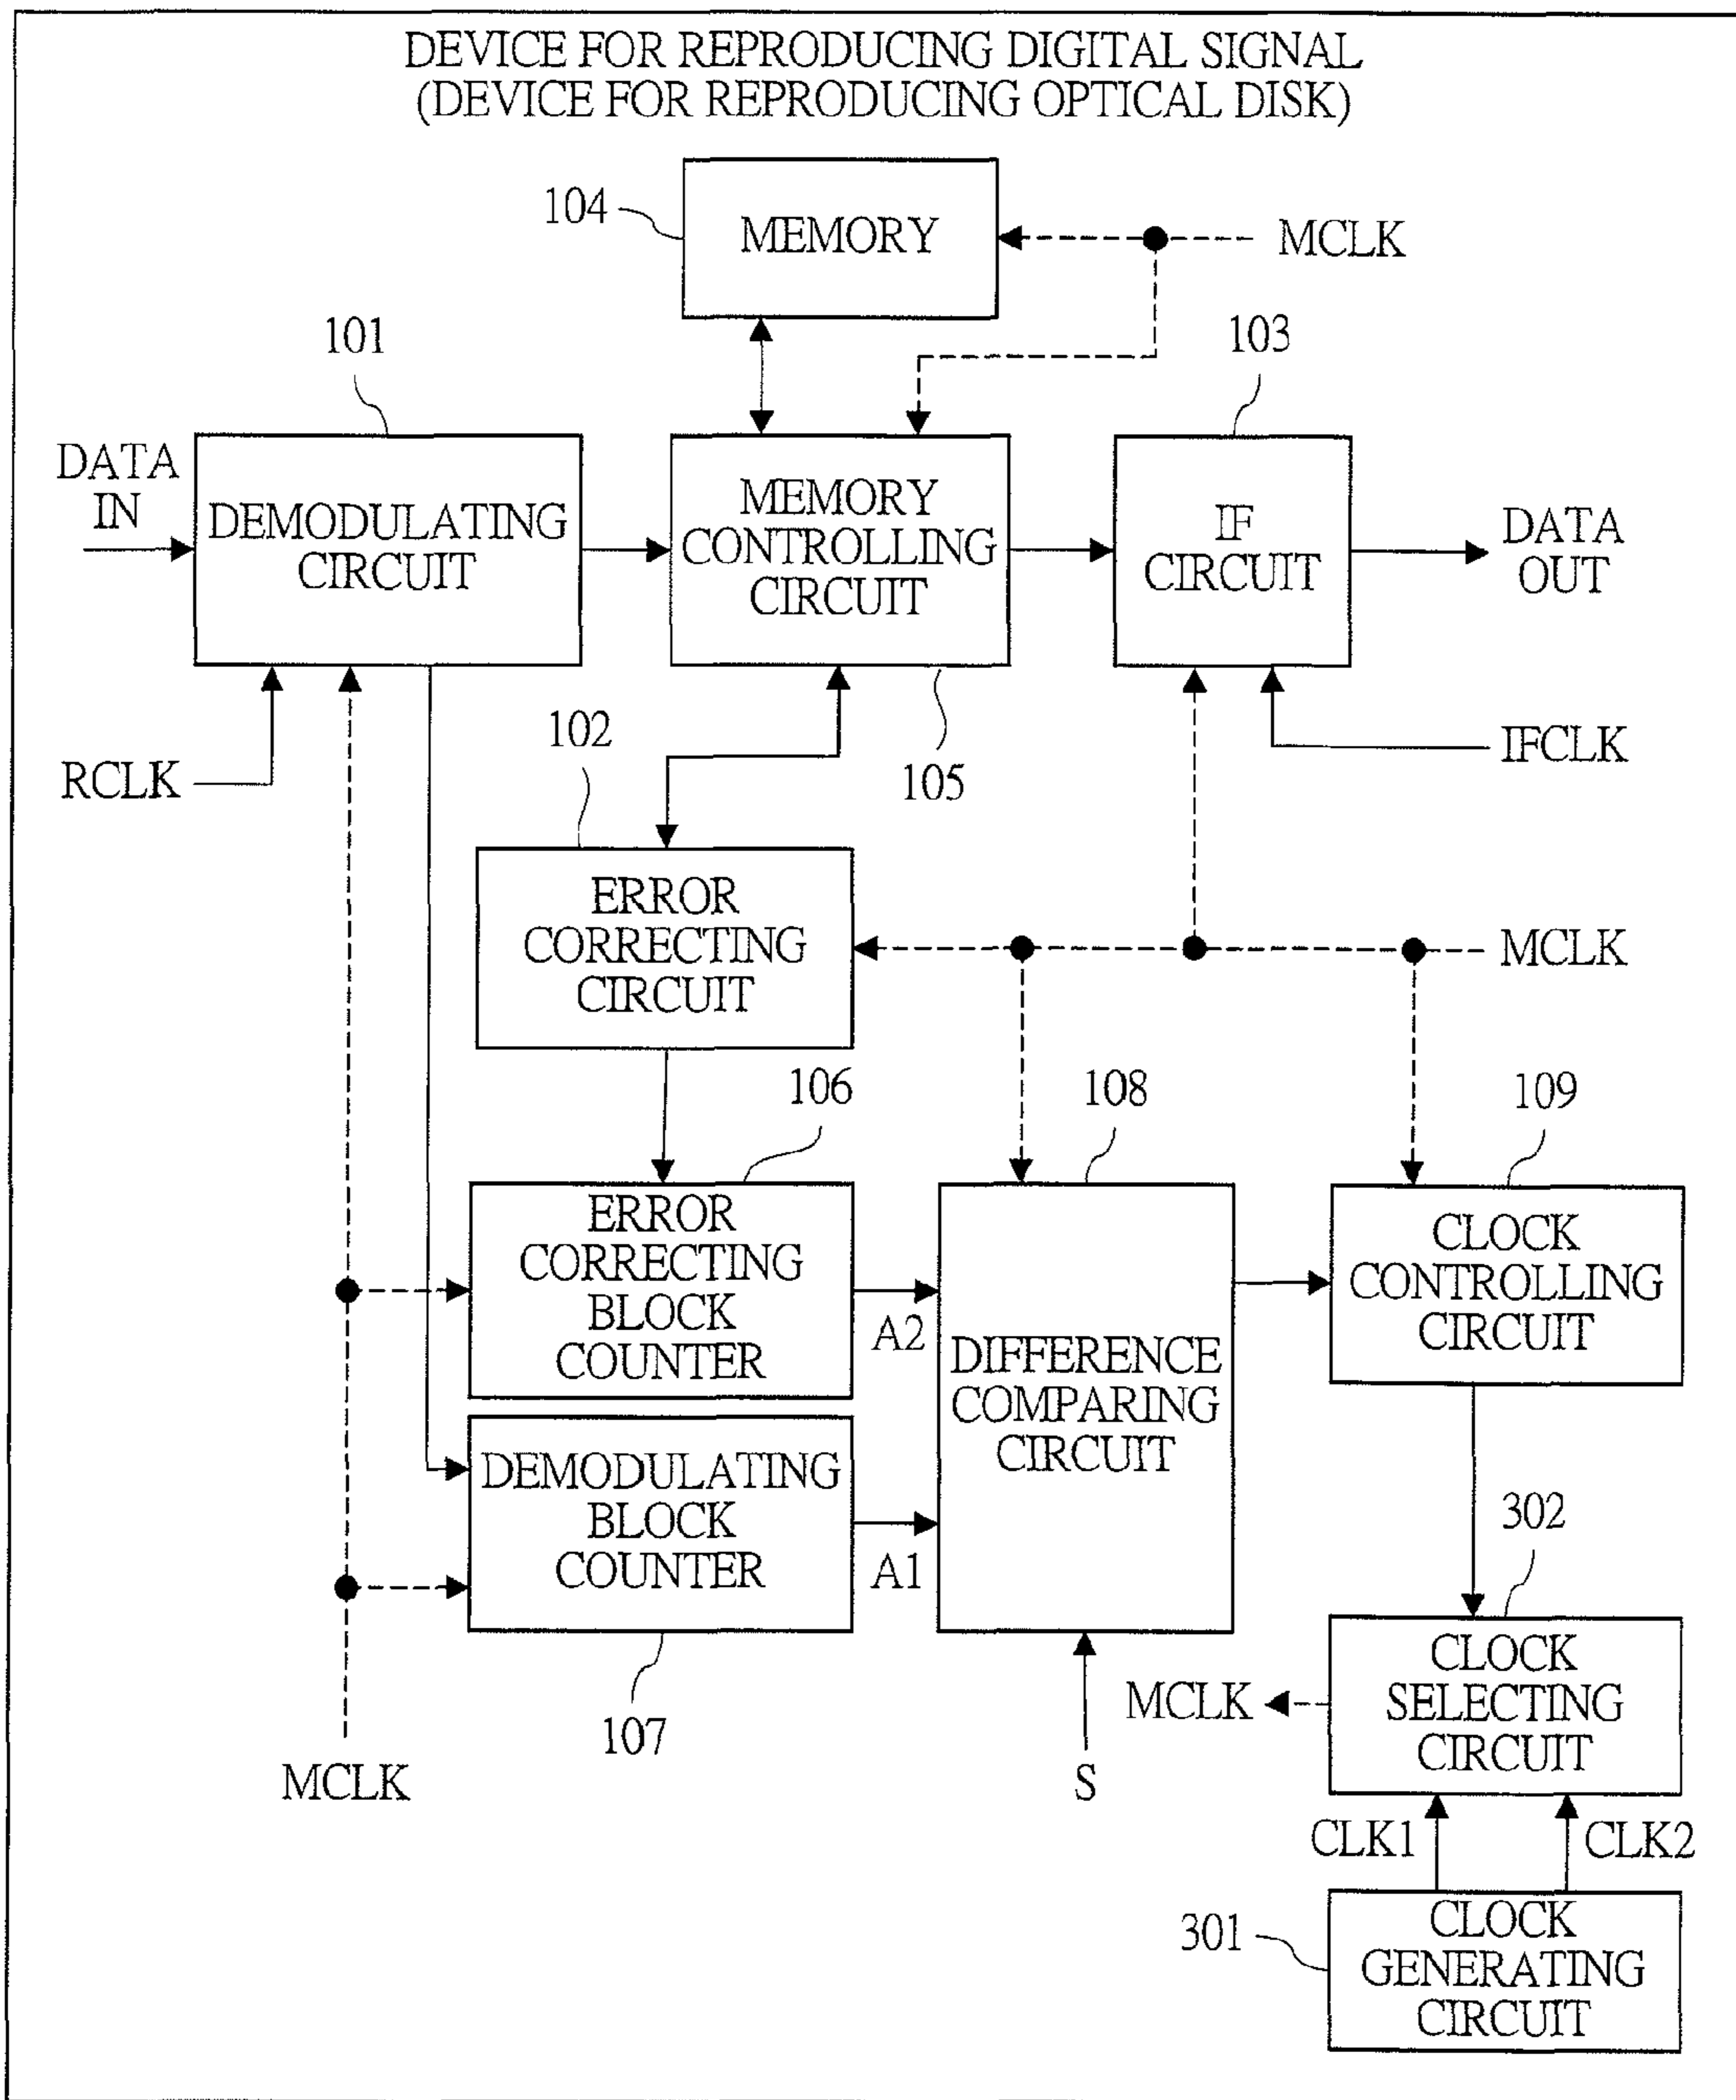 DEVICE FOR REPRODUCING DIGITAL SIGNAL
(DEVICE FOR REPRODUCING OPTICAL DISK)
104
MEMORY
MCLK
101
103
DATA
IN
DEMODULATING
CIRCUIT
MEMORY
CONTROLLING
CIRCUIT
IF
CIRCUIT
DATA
OUT
RCLK
102
105
IFCLK
ERROR
CORRECTING
CIRCUIT
MCLK
106
108
109
ERROR
CORRECTING
BLOCK
COUNTER
A2
DIFFERENCE
COMPARING
CIRCUIT
CLOCK
CONTROLLING
CIRCUIT
DEMODULATING
BLOCK
COUNTER
A1
302
107
MCLK
S
MCLK
CLOCK
SELECTING
CIRCUIT
CLK1
CLK2
301
CLOCK
GENERATING
CIRCUIT